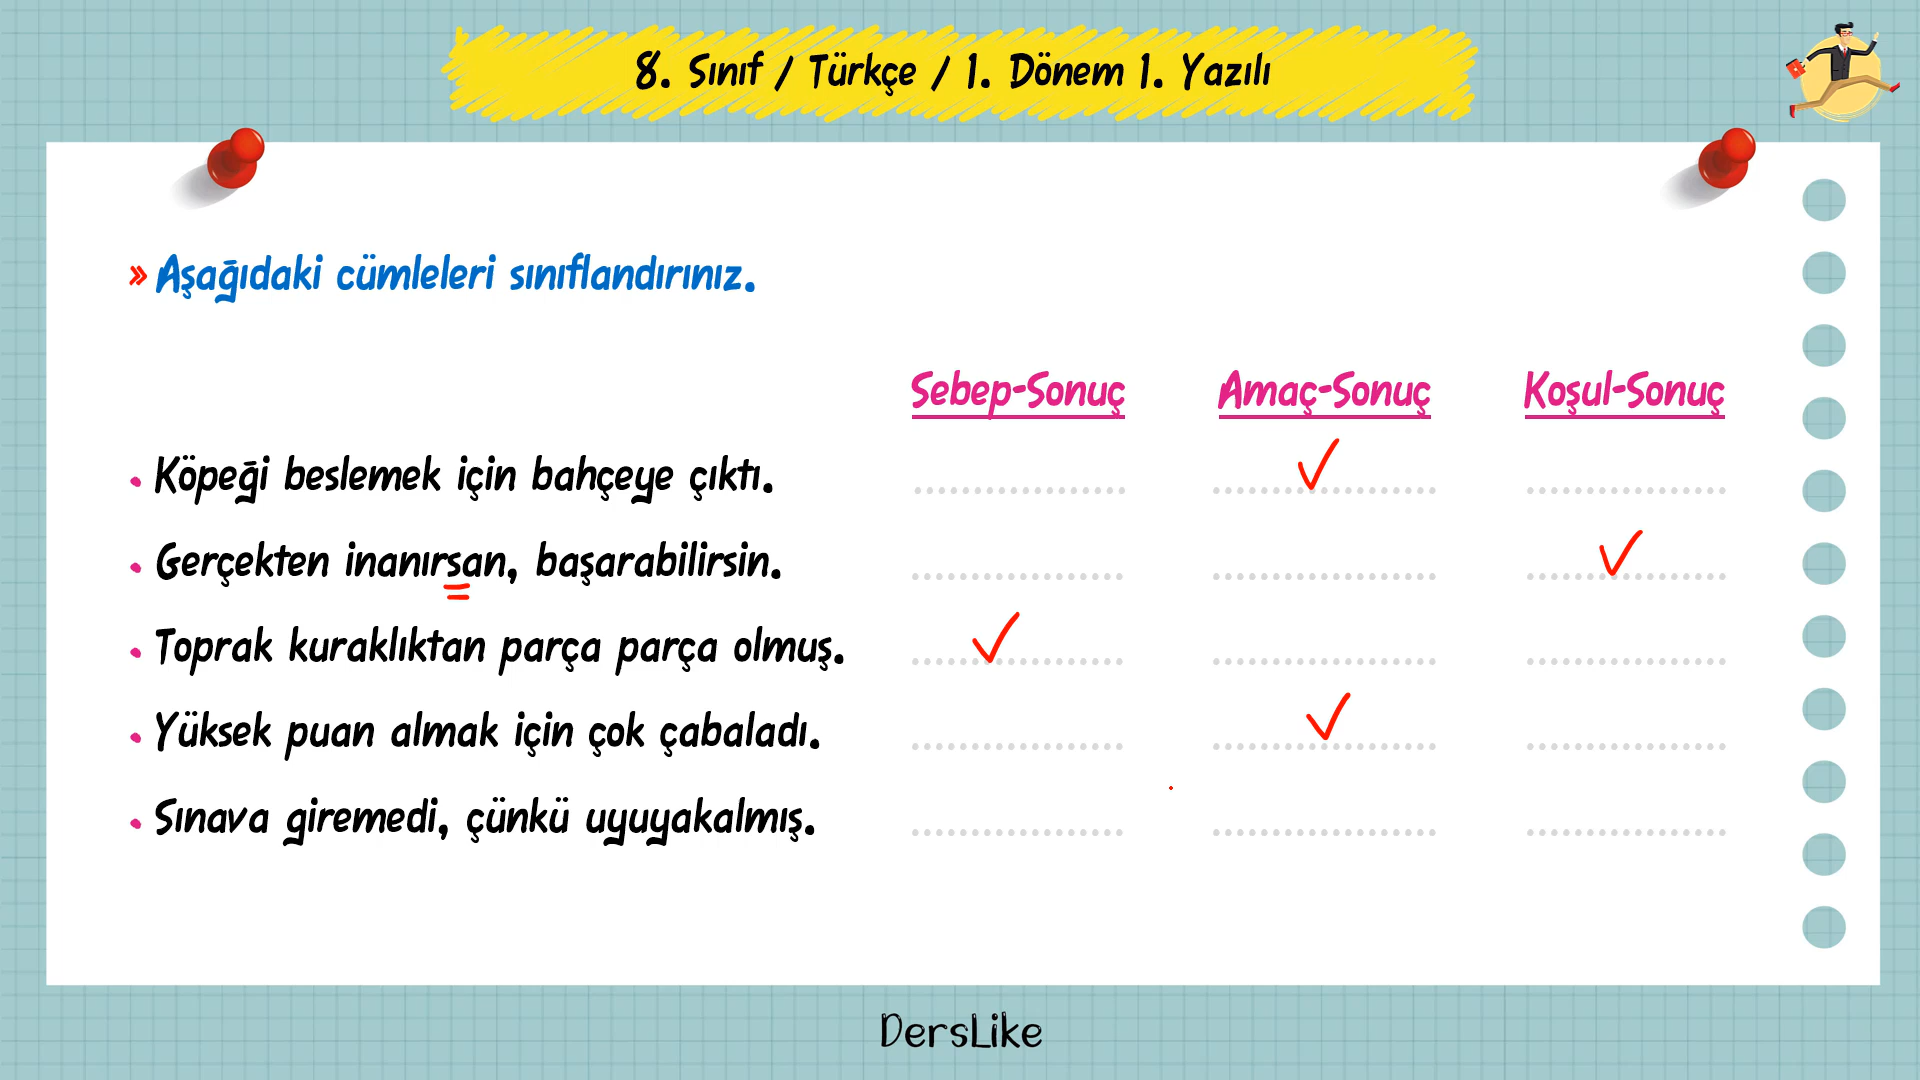 8. Sınıf / Türkçe / 1. Dönem 1. Yazılı
» Aşağıdaki cümleleri sınıflandırınız.
Sebep-Sonuç Amaç-Sonuç Koşul-Sonuç
• Köpeği beslemek için bahçeye çıktı. .................. ✓ ..................
• Gerçekten inanırsan, başarabilirsin. .................. .................. ✓
• Toprak kuraklıktan parça parça olmuş. ✓ .................. ..................
• Yüksek puan almak için çok çabaladı. .................. ✓ ..................
• Sınava giremedi, çünkü uyuyakalmış. .................. .................. ..................
DersLike